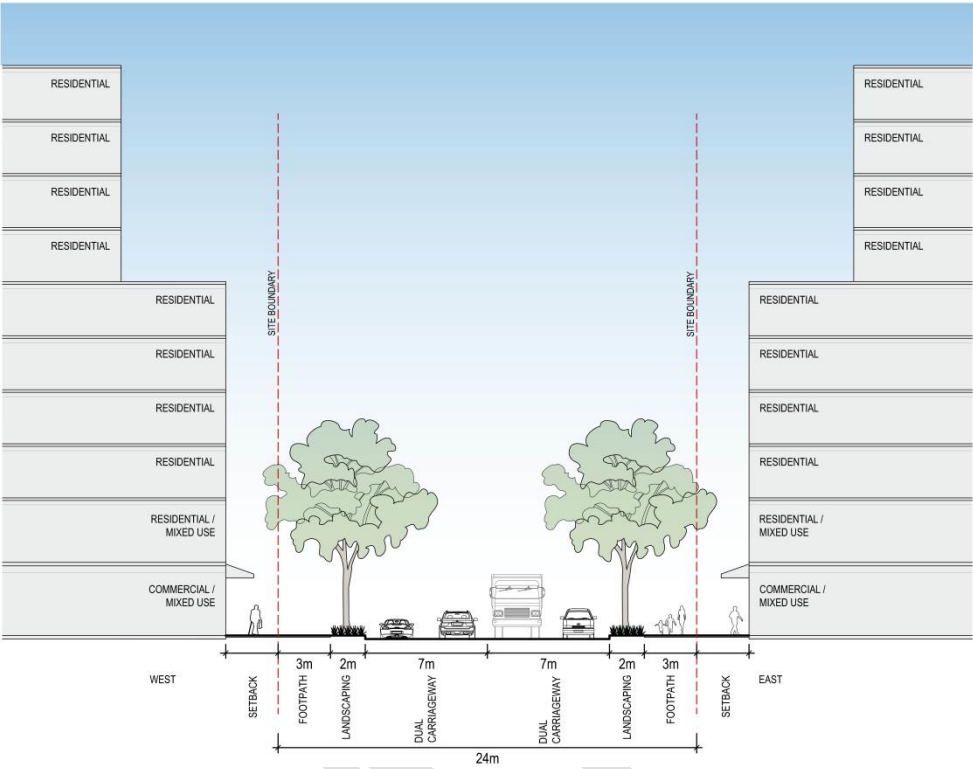 RESIDENTIAL
RESIDENTIAL
RESIDENTIAL
RESIDENTIAL
RESIDENTIAL
RESIDENTIAL
RESIDENTIAL
RESIDENTIAL
RESIDENTIAL /
MIXED USE
COMMERCIAL /
MIXED USE
SITE BOUNDARY
SITE BOUNDARY
RESIDENTIAL
RESIDENTIAL
RESIDENTIAL
RESIDENTIAL
RESIDENTIAL
RESIDENTIAL
RESIDENTIAL
RESIDENTIAL
RESIDENTIAL /
MIXED USE
COMMERCIAL /
MIXED USE
3m
2m
7m
7m
2m
3m
WEST
SETBACK
FOOTPATH
LANDSCAPING
DUAL
CARRIAGEWAY
DUAL
CARRIAGEWAY
LANDSCAPING
FOOTPATH
SETBACK
EAST
24m